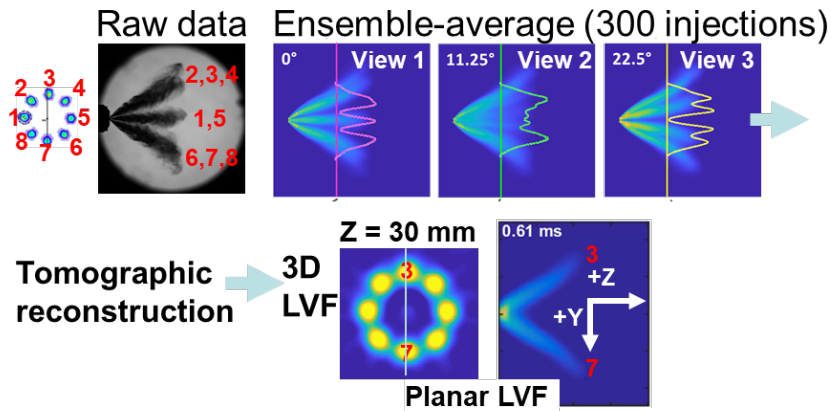 Raw data
Ensemble-average (300 injections)
0° View 1
11.25° View 2
22.5° View 3
3
2 4
1 5
8 6
7
2,3,4
1,5
6,7,8
Tomographic
reconstruction
3D
LVF
Z = 30 mm
3
7
0.61 ms
3
+Z
+Y
7
Planar LVF